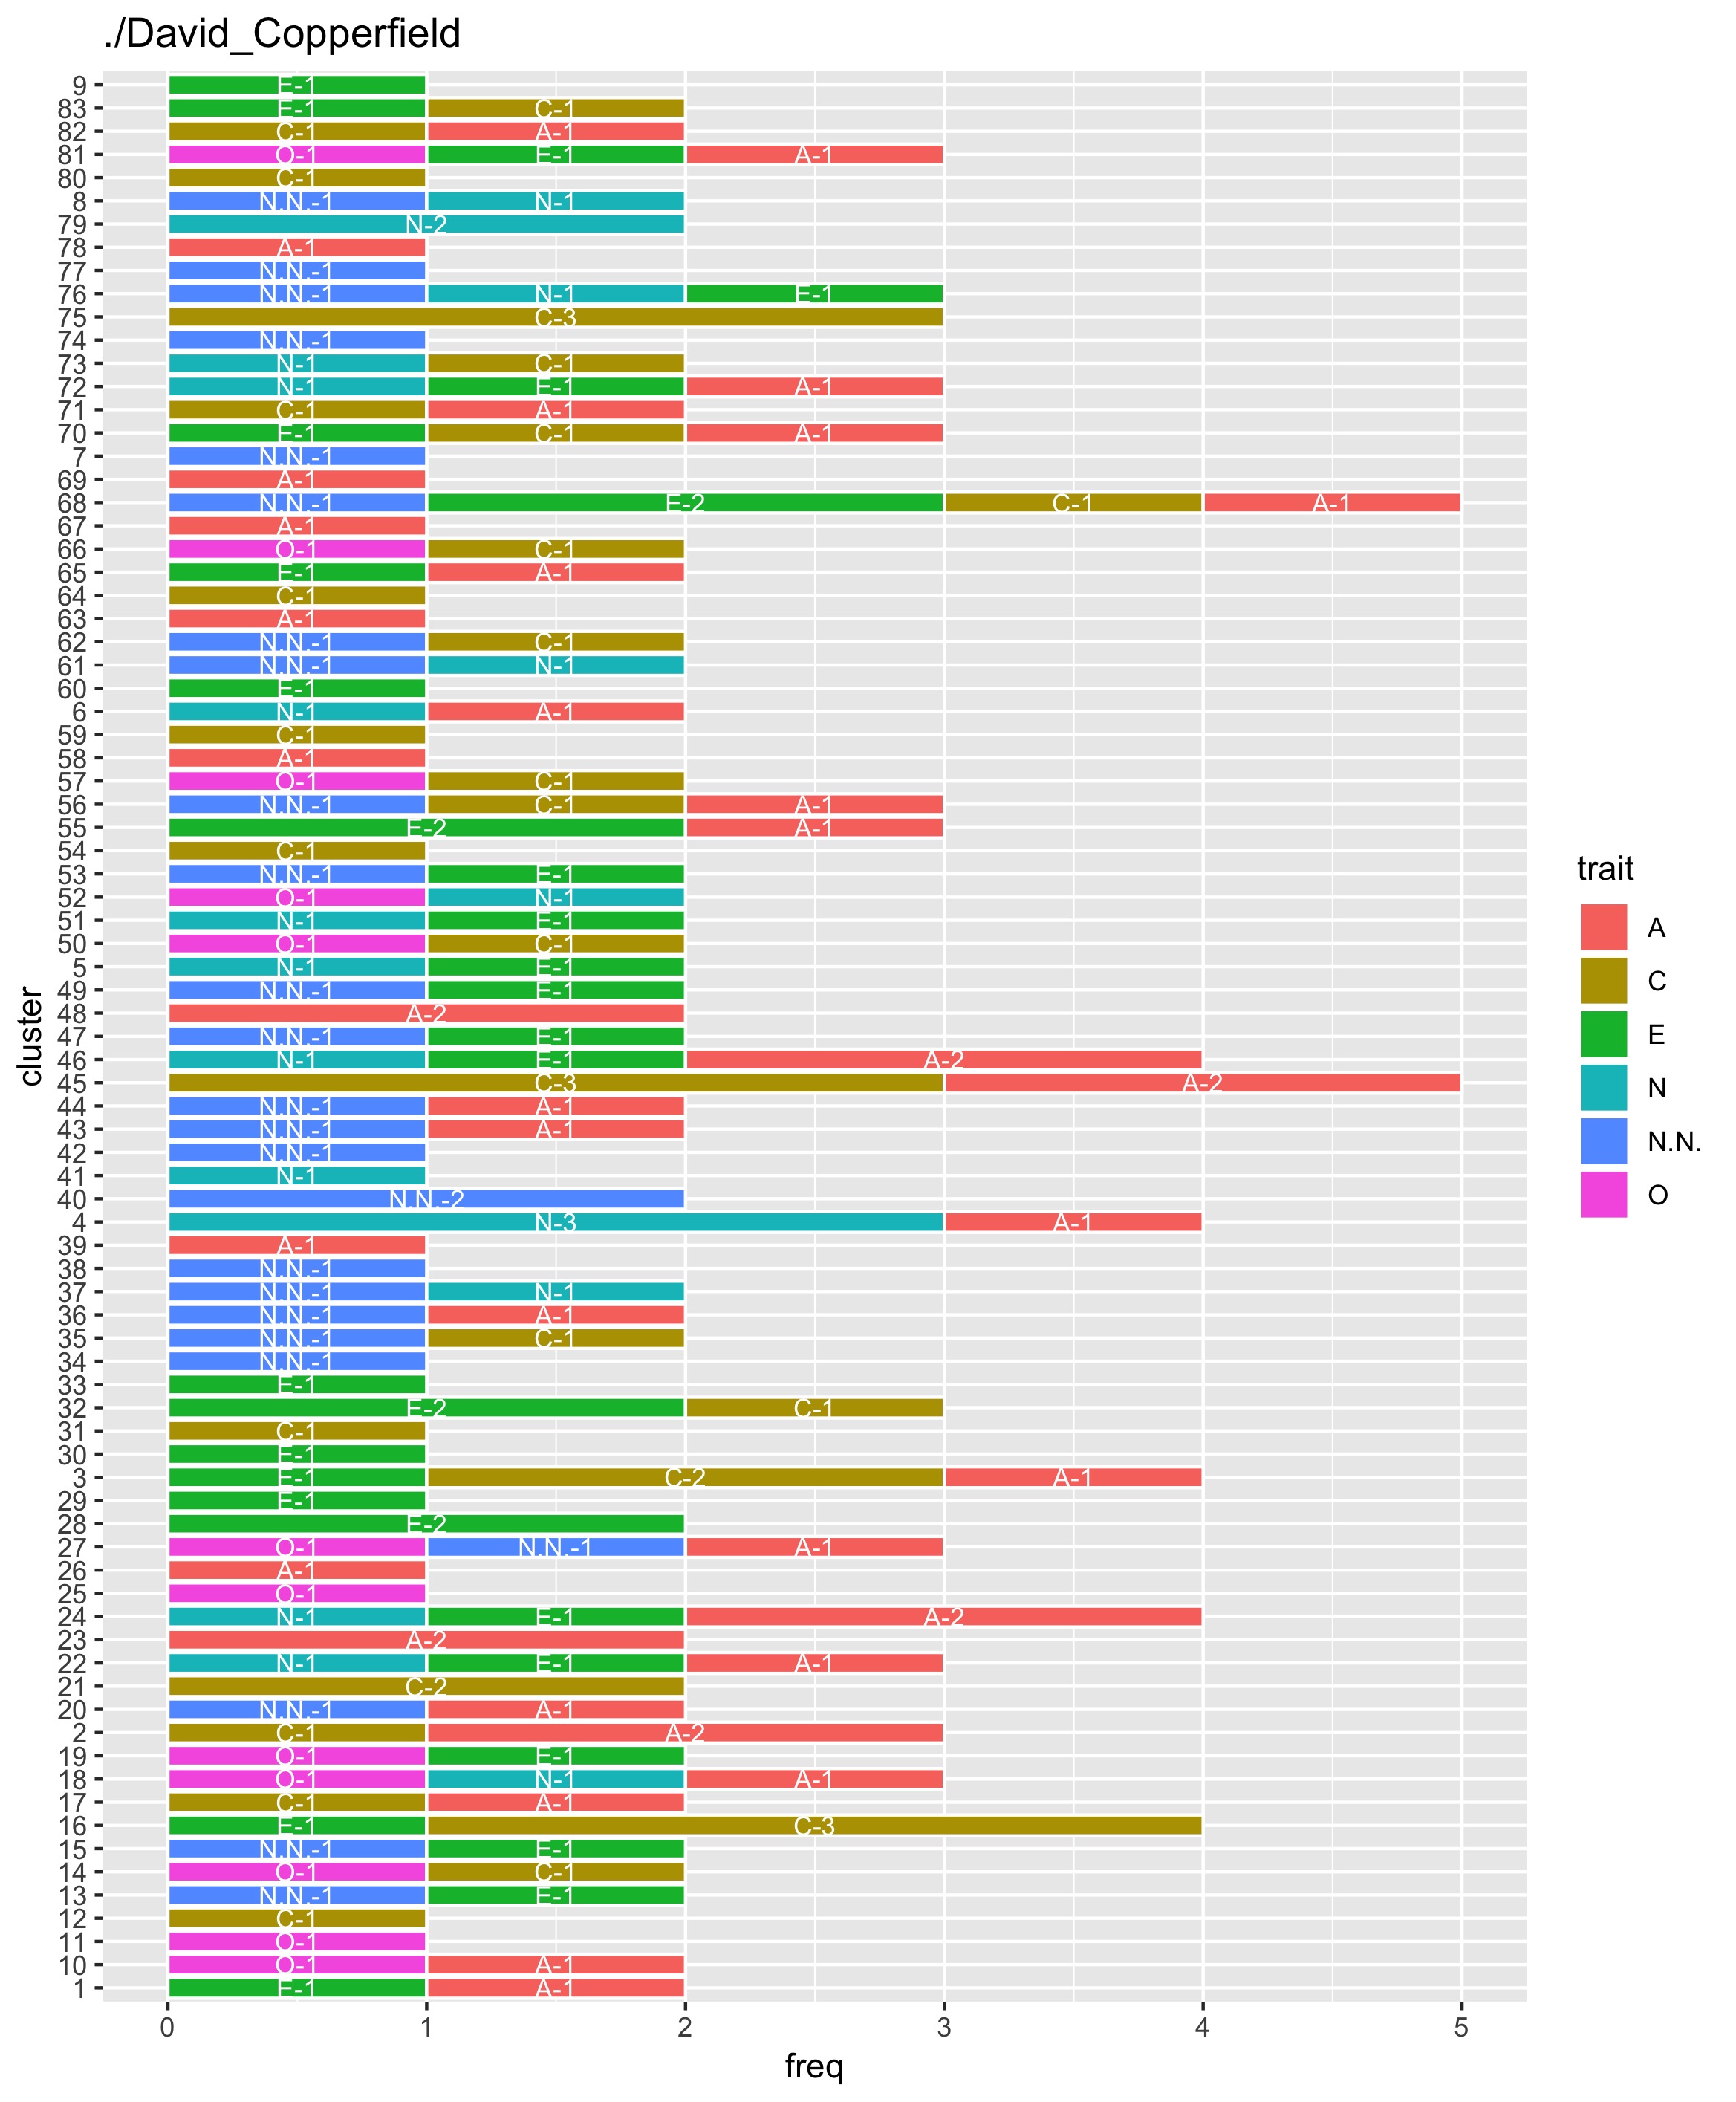 ./David_Copperfield
9 E-1
83 E-1 C-1
82 C-1 A-1
81 O-1 E-1 A-1
80 C-1
8 N.N.-1 N-1
79 N-2
78 A-1
77 N.N.-1
76 N.N.-1 N-1 E-1
75 C-3
74 N.N.-1
73 N-1 C-1
72 N-1 E-1 A-1
71 C-1 A-1
70 E-1 C-1 A-1
7 N.N.-1
69 A-1
68 N.N.-1 E-2 C-1 A-1
67 A-1
66 O-1 C-1
65 E-1 A-1
64 C-1
63 A-1
62 N.N.-1 C-1
61 N.N.-1 N-1
60 E-1
6 N-1 A-1
59 C-1
58 A-1
57 O-1 C-1
56 N.N.-1 C-1 A-1
55 E-2 A-1
54 C-1
53 N.N.-1 E-1
52 O-1 N-1
51 N-1 E-1
50 O-1 C-1
5 N-1 E-1
49 N.N.-1 E-1
48 A-2
47 N.N.-1 E-1
46 N-1 E-1 A-2
45 C-3 A-2
44 N.N.-1 A-1
43 N.N.-1 A-1
42 N.N.-1
41 N-1
40 N.N.-2
4 N-3 A-1
39 A-1
38 N.N.-1
37 N.N.-1 N-1
36 N.N.-1 A-1
35 N.N.-1 C-1
34 N.N.-1
33 E-1
32 E-2 C-1
31 C-1
30 E-1
3 E-1 C-2 A-1
29 E-1
28 E-2
27 O-1 N.N.-1 A-1
26 A-1
25 O-1
24 N-1 E-1 A-2
23 A-2
22 N-1 E-1 A-1
21 C-2
20 N.N.-1 A-1
2 C-1 A-2
19 O-1 E-1
18 O-1 N-1 A-1
17 C-1 A-1
16 E-1 C-3
15 N.N.-1 E-1
14 O-1 C-1
13 N.N.-1 E-1
12 C-1
11 O-1
10 O-1 A-1
1 E-1 A-1
0 1 2 3 4 5
freq
cluster
trait
A
C
E
N
N.N.
O